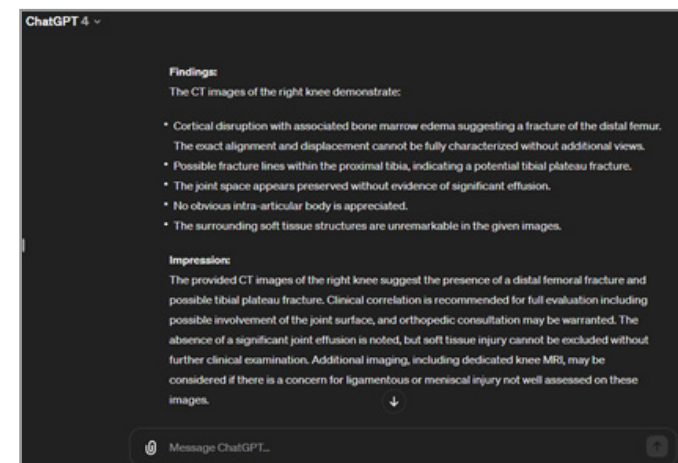 ChatGPT 4
Findings:
The CT images of the right knee demonstrate:
• Cortical disruption with associated bone marrow edema suggesting a fracture of the distal femur.
The exact alignment and displacement cannot be fully characterized without additional views.
• Possible fracture lines within the proximal tibia, indicating a potential tibial plateau fracture.
• The joint space appears preserved without evidence of significant effusion.
• No obvious intra-articular body is appreciated.
• The surrounding soft tissue structures are unremarkable in the given images.
Impression:
The provided CT images of the right knee suggest the presence of a distal femoral fracture and
possible tibial plateau fracture. Clinical correlation is recommended for full evaluation including
possible involvement of the joint surface, and orthopedic consultation may be warranted. The
absence of a significant joint effusion is noted, but soft tissue injury cannot be excluded without
further clinical examination. Additional imaging, including dedicated knee MRI, may be
considered if there is a concern for ligamentous or meniscal injury not well assessed on these
images.
Message ChatGPT...